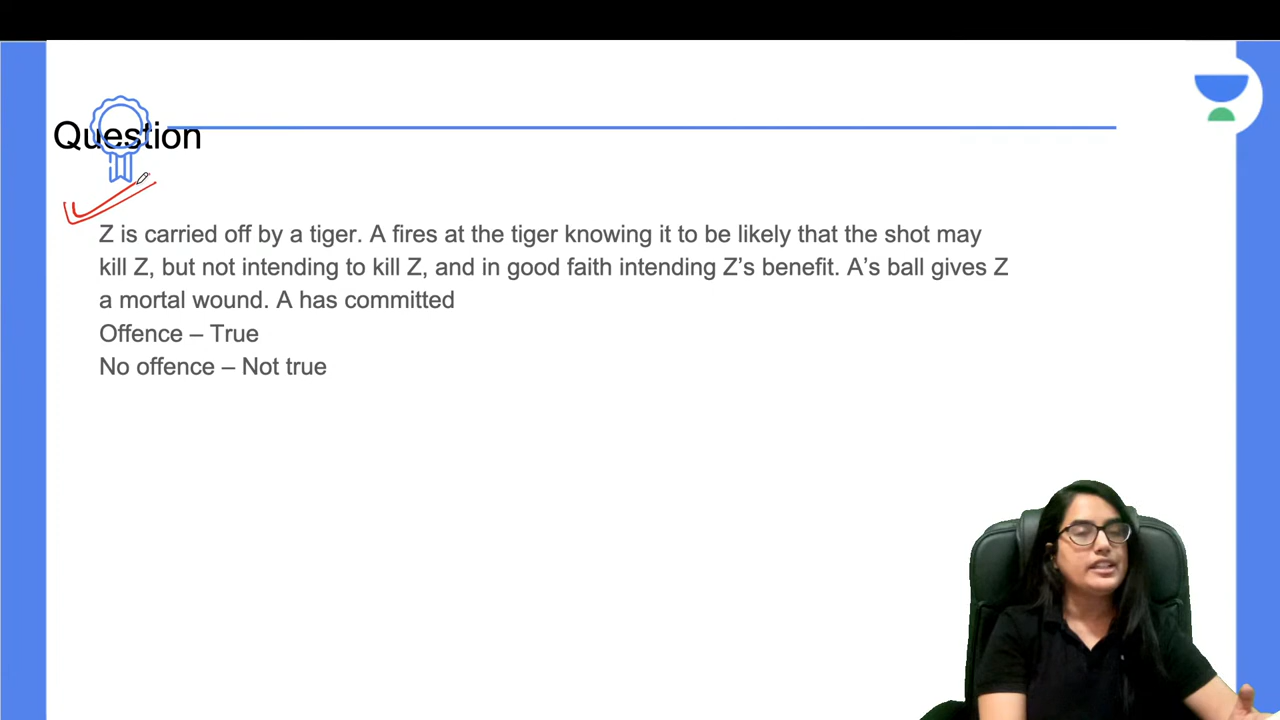 Question
Z is carried off by a tiger. A fires at the tiger knowing it to be likely that the shot may
kill Z, but not intending to kill Z, and in good faith intending Z’s benefit. A’s ball gives Z
a mortal wound. A has committed
Offence – True
No offence – Not true